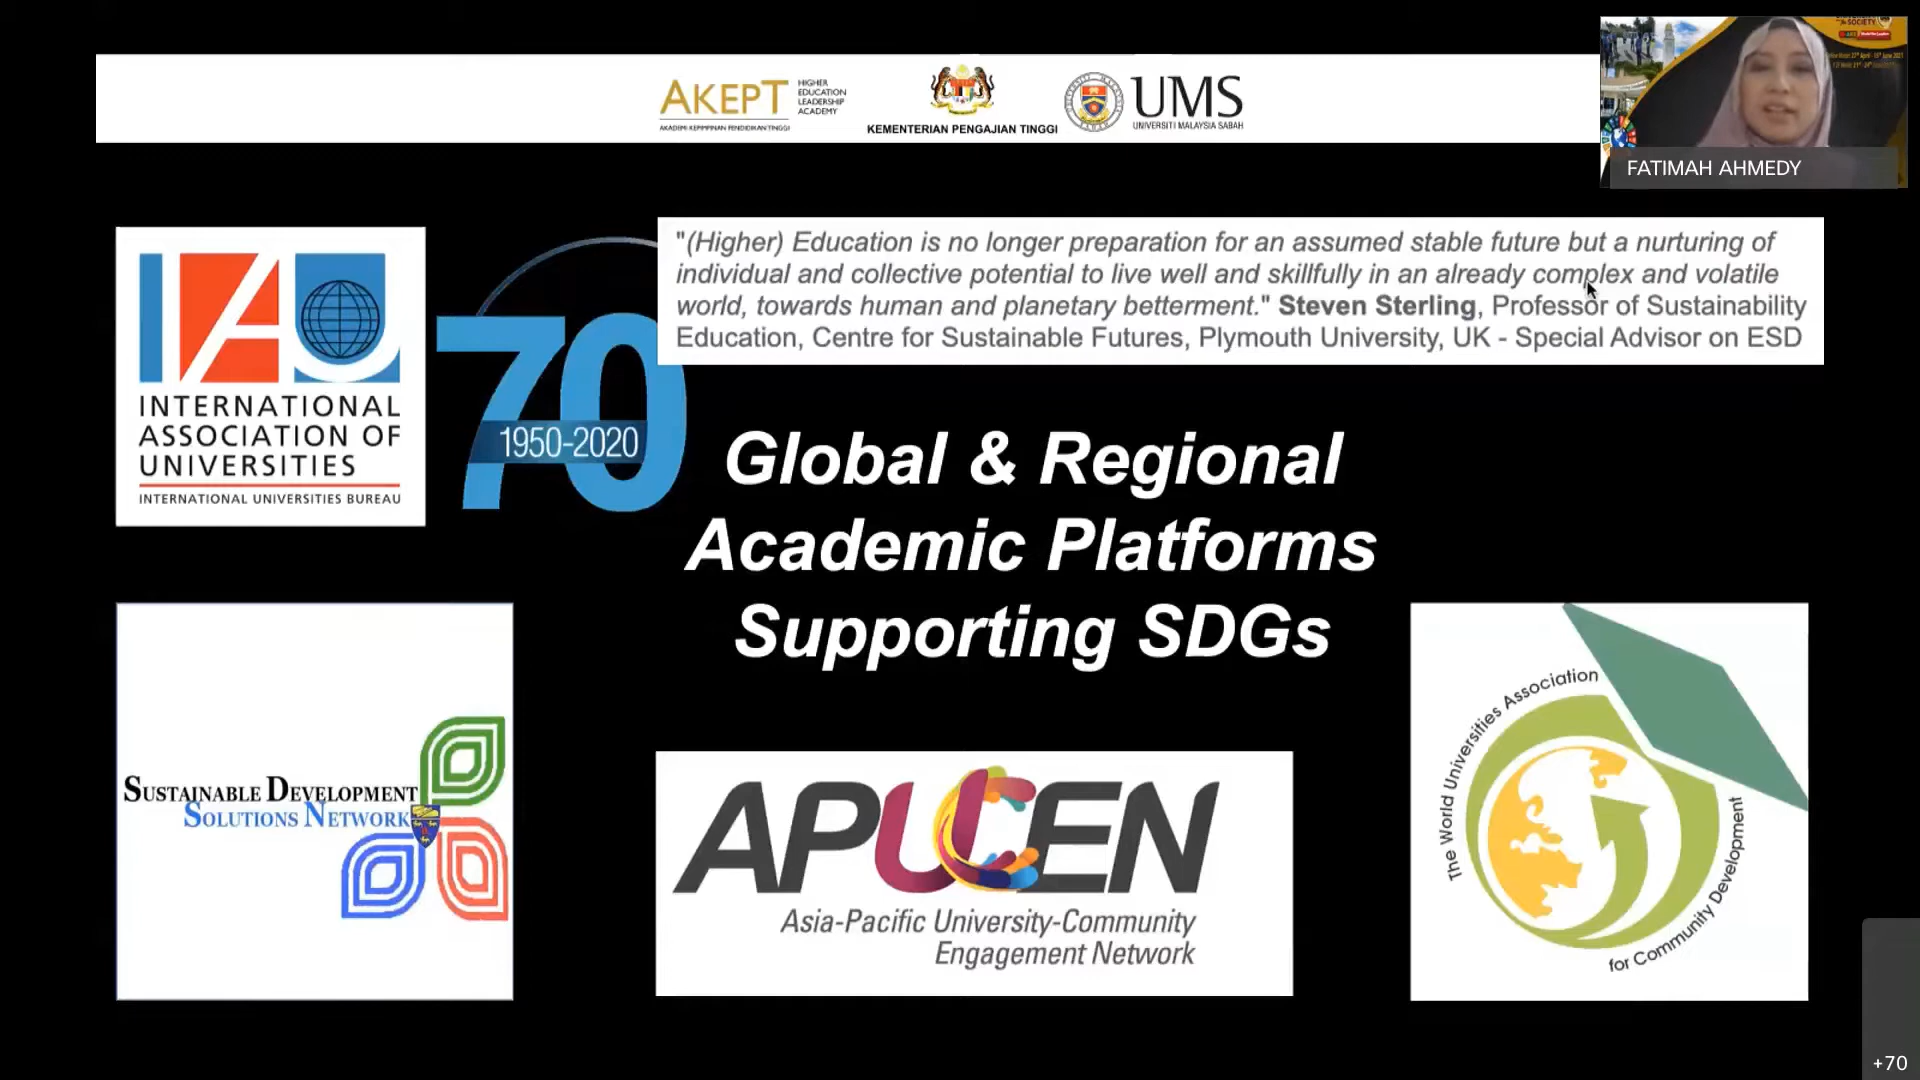 AKEPT
HIGHER
EDUCATION
LEADERSHIP
ACADEMY
AKADEMI KEPIMPINAN PENDIDIKAN TINGGI
KEMENTERIAN PENGAJIAN TINGGI
UMS
UNIVERSITI MALAYSIA SABAH
SOCIETY
FATIMAH AHMEDY
IAU
INTERNATIONAL
ASSOCIATION OF
UNIVERSITIES
INTERNATIONAL UNIVERSITIES BUREAU
70
1950-2020
"(Higher) Education is no longer preparation for an assumed stable future but a nurturing of
individual and collective potential to live well and skillfully in an already complex and volatile
world, towards human and planetary betterment." Steven Sterling, Professor of Sustainability
Education, Centre for Sustainable Futures, Plymouth University, UK - Special Advisor on ESD
Global & Regional
Academic Platforms
Supporting SDGs
SUSTAINABLE DEVELOPMENT
SOLUTIONS NETWORK
APUCEN
Asia-Pacific University-Community
Engagement Network
The World Universities Association
for Community Development
+70